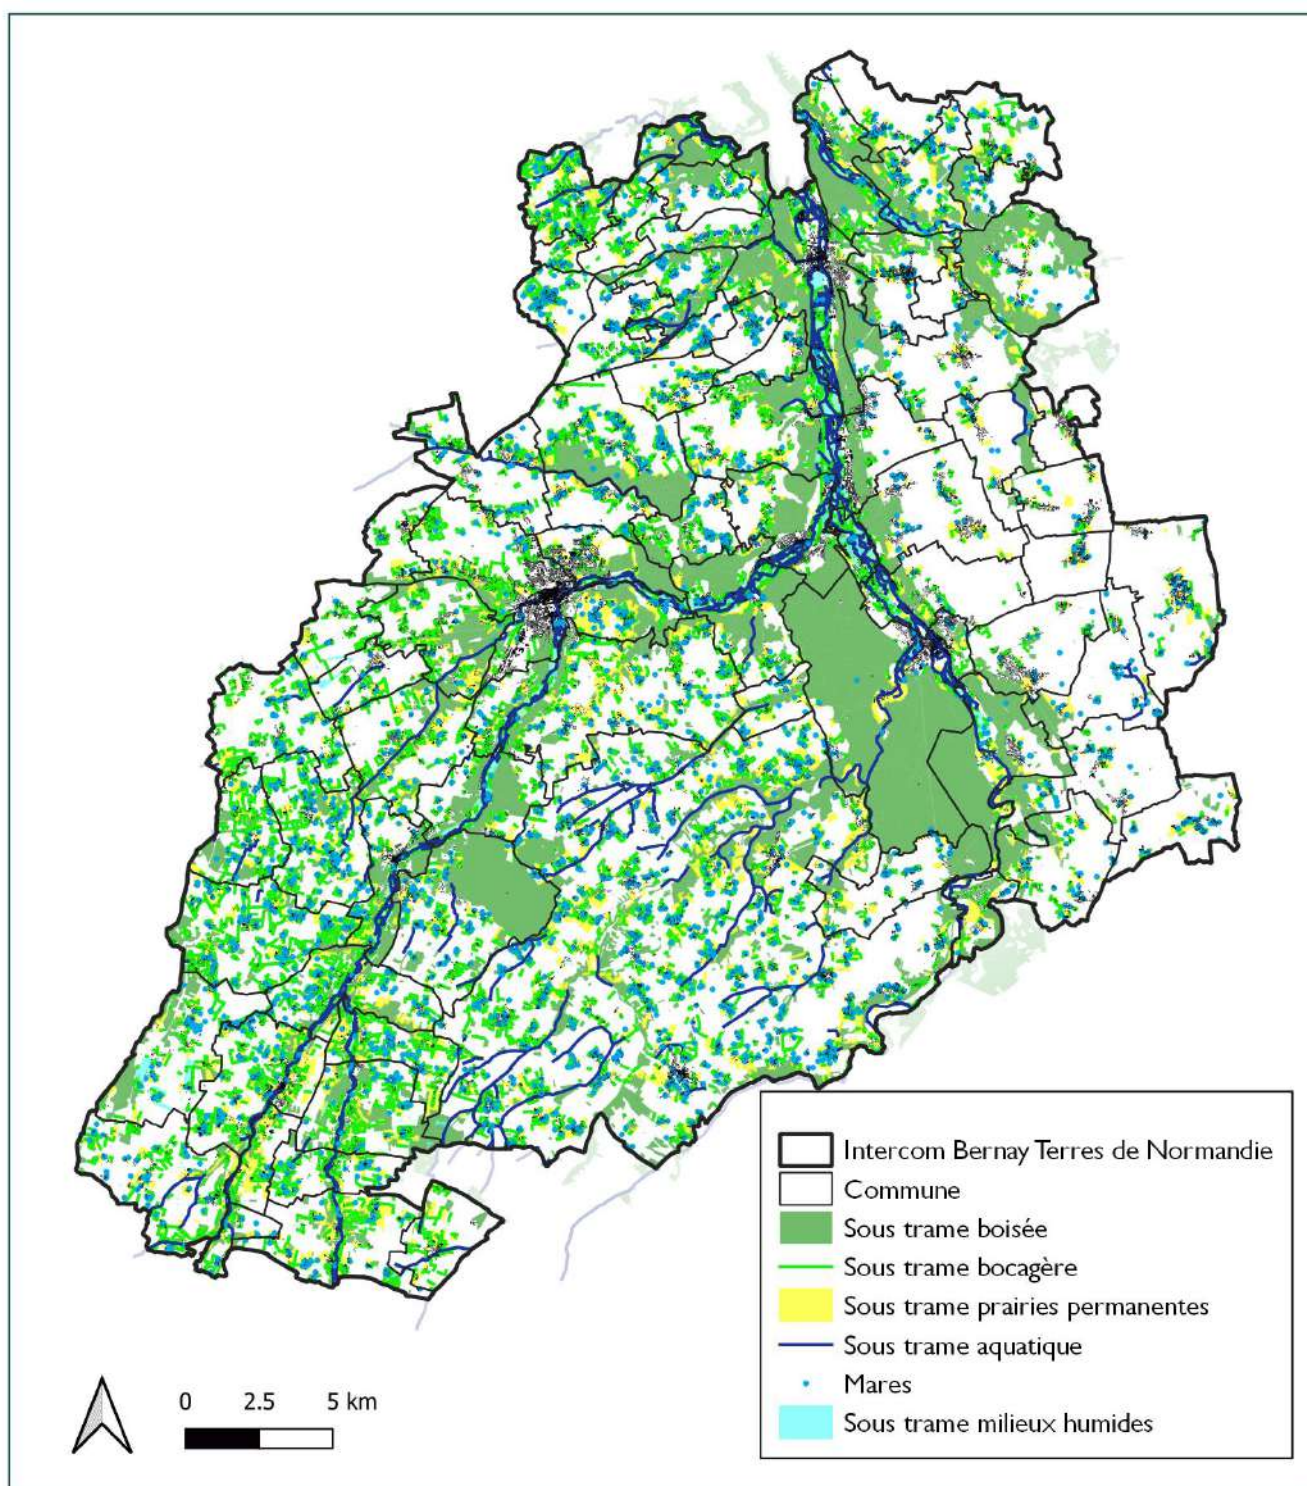 Intercom Bernay Terres de Normandie
Commune
Sous trame boisée
Sous trame bocagère
Sous trame prairies permanentes
Sous trame aquatique
Mares
Sous trame milieux humides
0 2.5 5 km